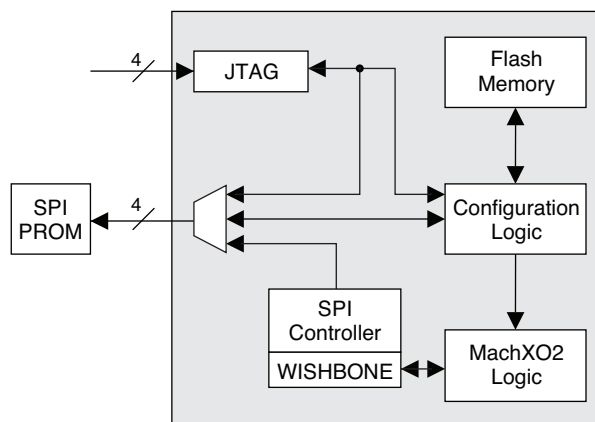 4
JTAG
Flash
Memory
4
SPI
PROM
Configuration
Logic
SPI
Controller
WISHBONE
MachXO2
Logic